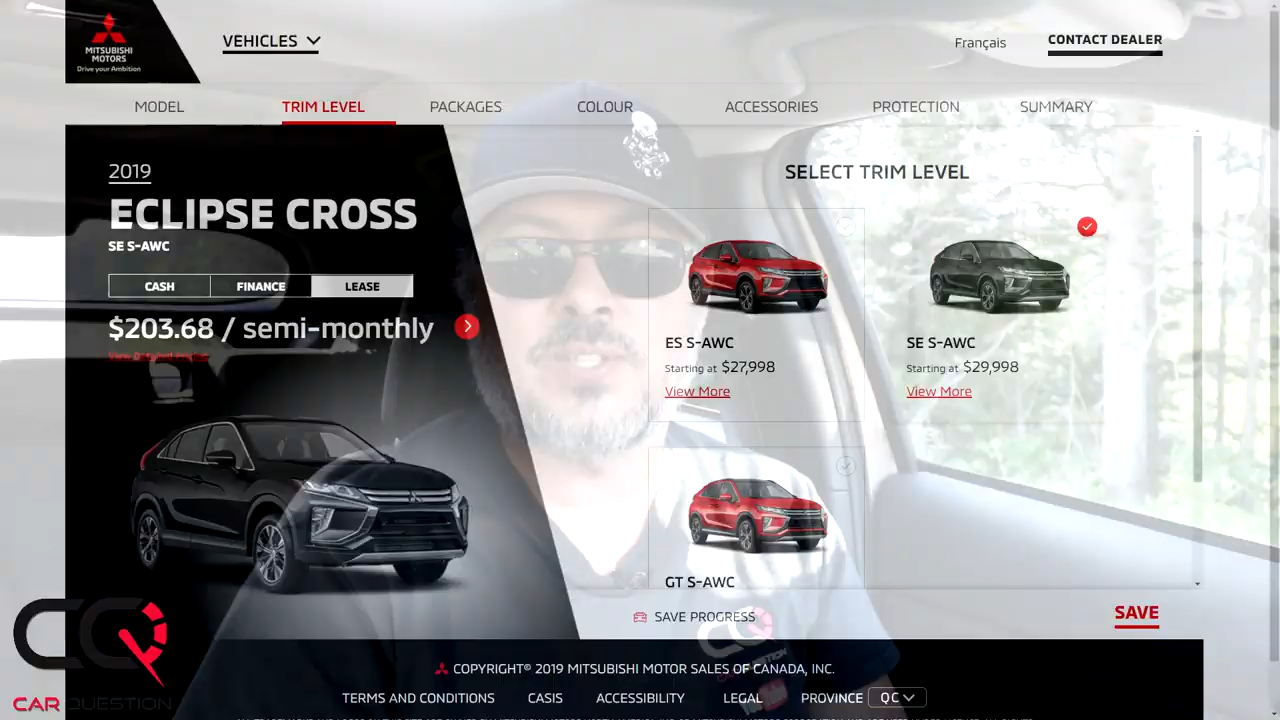 MITSUBISHI
MOTORS
Drive your Ambition
VEHICLES
Français
CONTACT DEALER
MODEL
TRIM LEVEL
PACKAGES
COLOUR
ACCESSORIES
PROTECTION
SUMMARY
2019
ECLIPSE CROSS
SE S-AWC
CASH
FINANCE
LEASE
$203.68 / semi-monthly
SELECT TRIM LEVEL
ES S-AWC
Starting at $27,998
View More
SE S-AWC
Starting at $29,998
View More
GT S-AWC
SAVE PROGRESS
SAVE
CQ
CAR QUESTION
COPYRIGHT© 2019 MITSUBISHI MOTOR SALES OF CANADA, INC.
TERMS AND CONDITIONS
CASIS
ACCESSIBILITY
LEGAL
PROVINCE QC